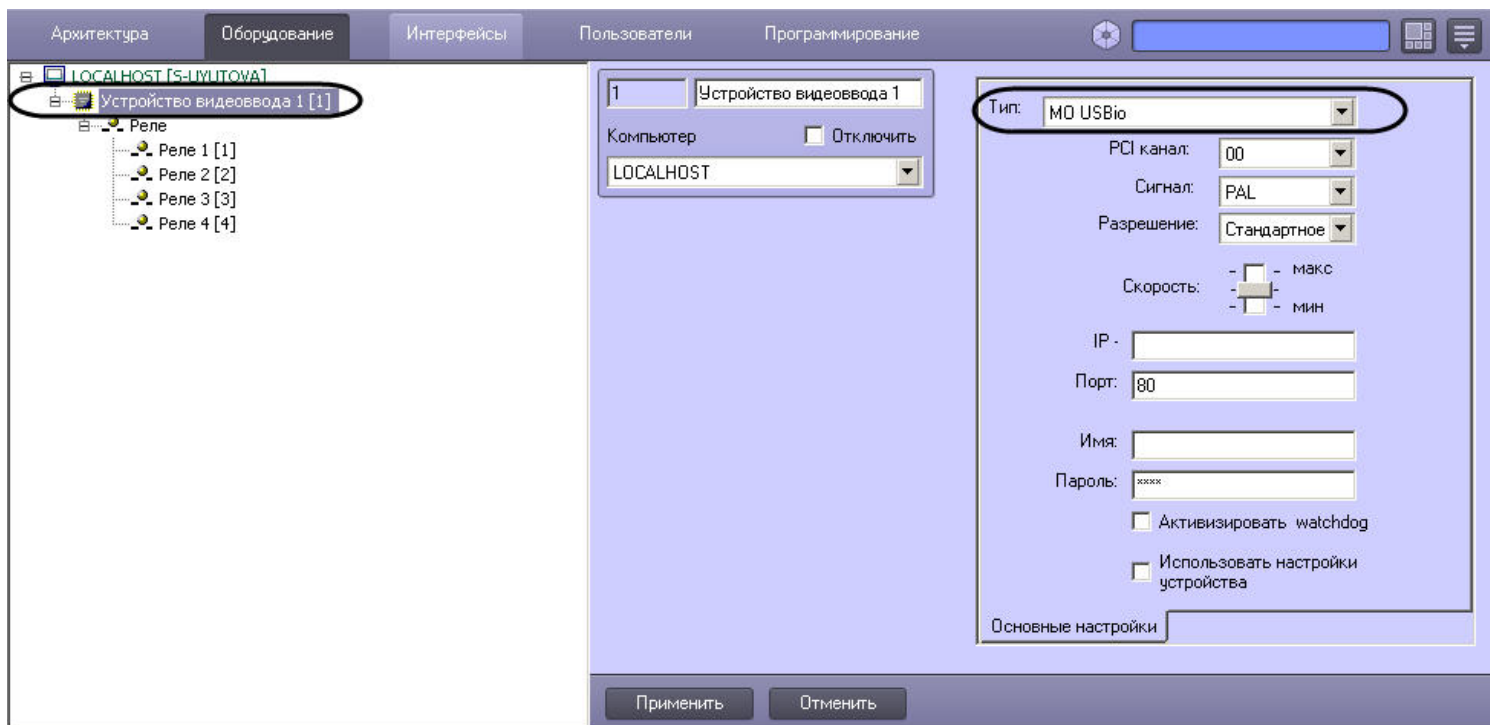 Архитектура Оборудование Интерфейсы Пользователи Программирование
LOCALHOST [S-UYUTOVA]
Устройство видеоввода 1 [1]
Реле
Реле 1 [1]
Реле 2 [2]
Реле 3 [3]
Реле 4 [4]
1 Устройство видеоввода 1
Компьютер Отключить
LOCALHOST
Тип: MO USBio
PCI канал: 00
Сигнал: PAL
Разрешение: Стандартное
Скорость: макс
мин
IP -
Порт: 80
Имя:
Пароль: ××××
Активизировать watchdog
Использовать настройки
устройства
Основные настройки
Применить Отменить